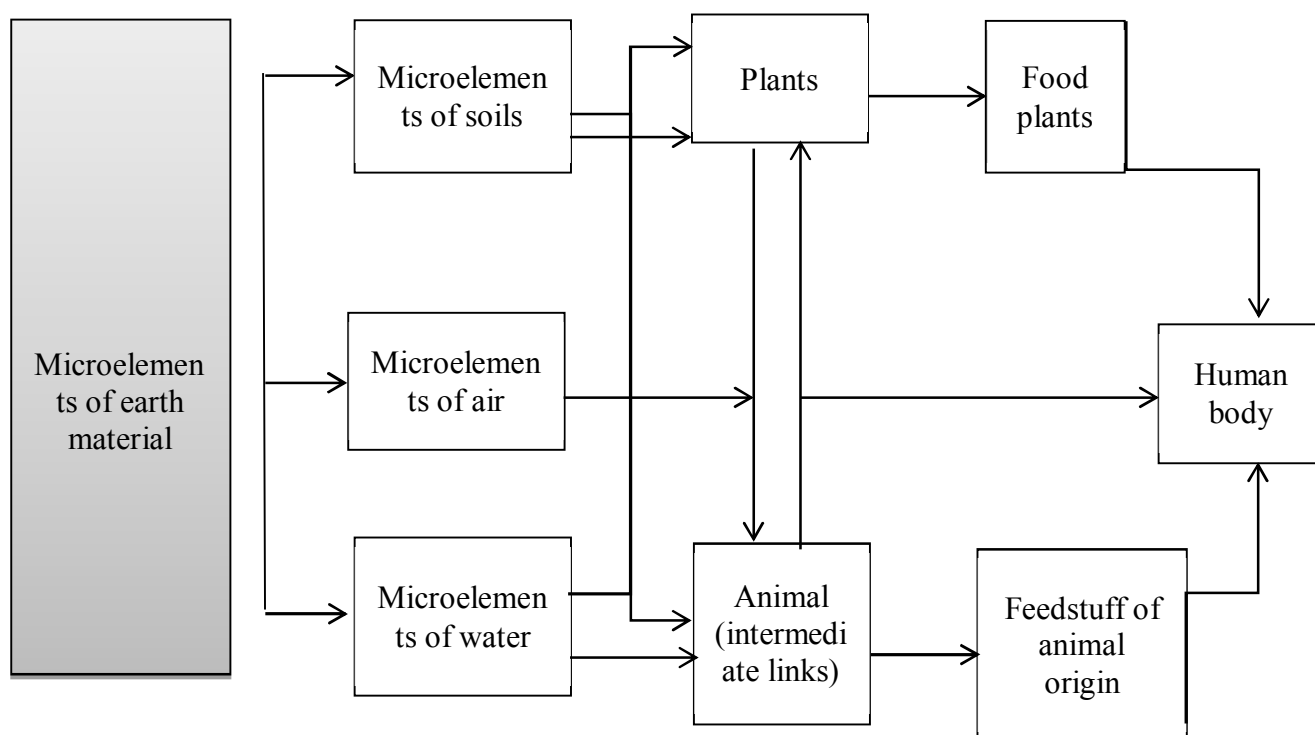 Microelemen
ts of earth
material
Microelemen
ts of soils
Microelemen
ts of air
Microelemen
ts of water
Plants
Animal
(intermedi
ate links)
Food
plants
Feedstuff of
animal
origin
Human
body